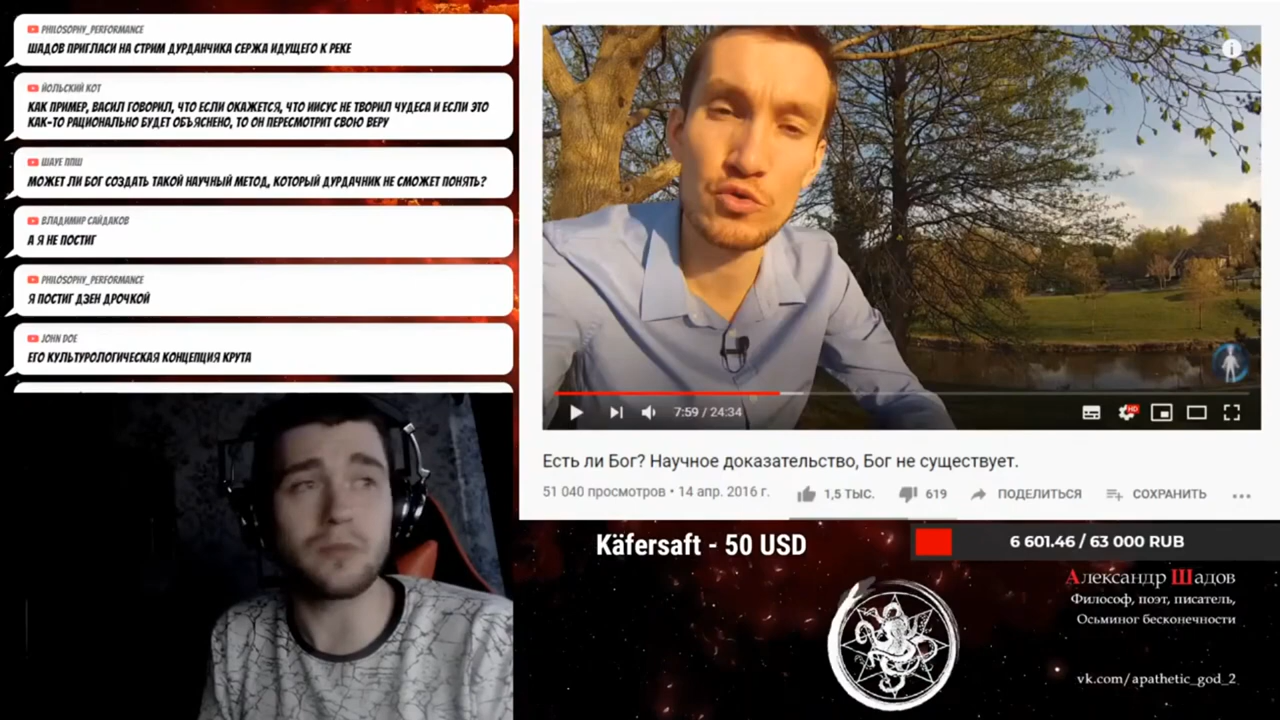 PHILOSOPHY_PERFORMANCE
ШАДОВ ПРИГЛАСИ НА СТРИМ ДУРДАНЧИКА СЕРЖА ИДУЩЕГО К РЕКЕ
ЙОЛЬСКИЙ КОТ
КАК ПРИМЕР, ВАСИЛ ГОВОРИЛ, ЧТО ЕСЛИ ОКАЖЕТСЯ, ЧТО ИИСУС НЕ ТВОРИЛ ЧУДЕСА И ЕСЛИ ЭТО
КАК-ТО РАЦИОНАЛЬНО БУДЕТ ОБЪЯСНЕНО, ТО ОН ПЕРЕСМОТРИТ СВОЮ ВЕРУ
ШАУЕ ППШ
МОЖЕТ ЛИ БОГ СОЗДАТЬ ТАКОЙ НАУЧНЫЙ МЕТОД, КОТОРЫЙ ДУРДАЧНИК НЕ СМОЖЕТ ПОНЯТЬ?
ВЛАДИМИР САЙДАКОВ
А Я НЕ ПОСТИГ
PHILOSOPHY_PERFORMANCE
Я ПОСТИГ ДЗЕН ДРОЧКОЙ
JOHN DOE
ЕГО КУЛЬТУРОЛОГИЧЕСКАЯ КОНЦЕПЦИЯ КРУТА
7:59 / 24:34
HD
Есть ли Бог? Научное доказательство, Бог не существует.
51 040 просмотров • 14 апр. 2016 г.
1,5 ТЫС.
619
ПОДЕЛИТЬСЯ
СОХРАНИТЬ
Käfersaft - 50 USD
6 601.46 / 63 000 RUB
Александр Шадов
Философ, поэт, писатель,
Осьминог бесконечности
vk.com/apathetic_god_2